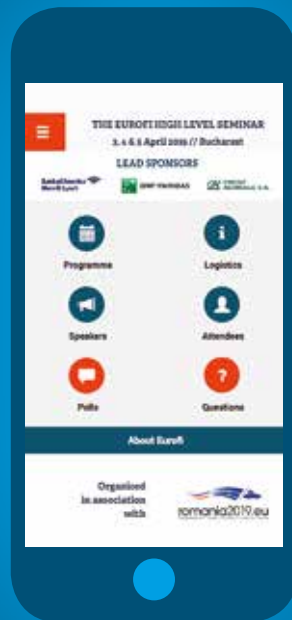 THE EUROFI HIGH LEVEL SEMINAR
3, 4 & 5 April 2019 // Bucharest
LEAD SPONSORS
BNP PARIBAS
Programme
Logistics
Speakers
Attendees
Polls
Questions
About Eurofi
Organised
in association
with
romania2019.eu